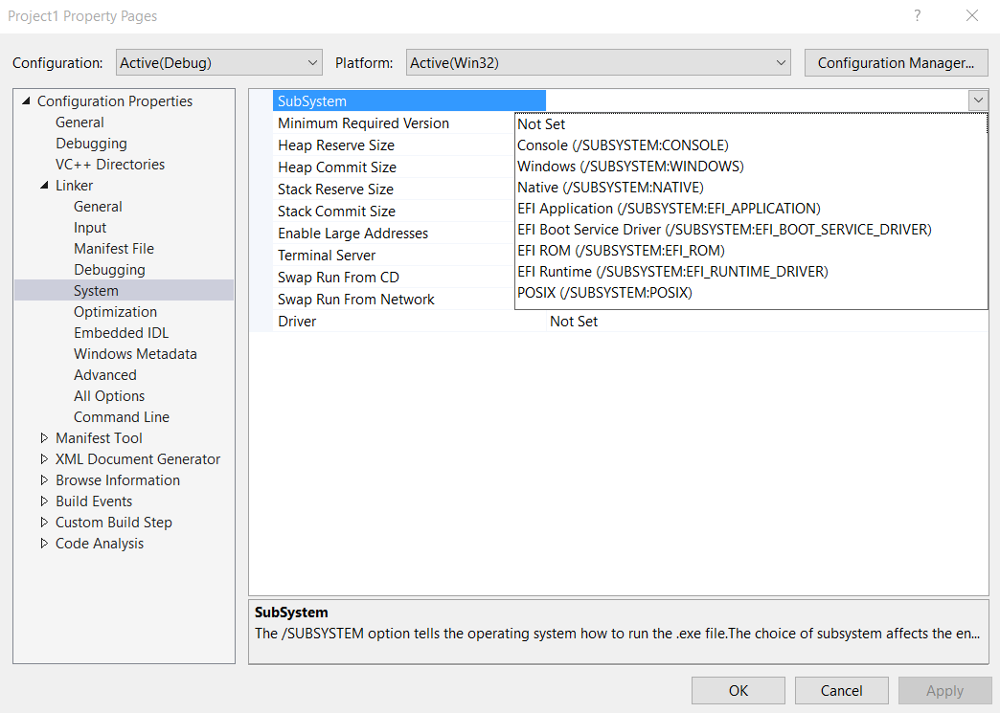 Project1 Property Pages
?
Configuration: Active(Debug) Platform: Active(Win32) Configuration Manager...
Configuration Properties
General
Debugging
VC++ Directories
Linker
General
Input
Manifest File
Debugging
System
Optimization
Embedded IDL
Windows Metadata
Advanced
All Options
Command Line
Manifest Tool
XML Document Generator
Browse Information
Build Events
Custom Build Step
Code Analysis
SubSystem
Minimum Required Version
Heap Reserve Size
Heap Commit Size
Stack Reserve Size
Stack Commit Size
Enable Large Addresses
Terminal Server
Swap Run From CD
Swap Run From Network
Driver Not Set
Not Set
Console (/SUBSYSTEM:CONSOLE)
Windows (/SUBSYSTEM:WINDOWS)
Native (/SUBSYSTEM:NATIVE)
EFI Application (/SUBSYSTEM:EFI_APPLICATION)
EFI Boot Service Driver (/SUBSYSTEM:EFI_BOOT_SERVICE_DRIVER)
EFI ROM (/SUBSYSTEM:EFI_ROM)
EFI Runtime (/SUBSYSTEM:EFI_RUNTIME_DRIVER)
POSIX (/SUBSYSTEM:POSIX)
SubSystem
The /SUBSYSTEM option tells the operating system how to run the .exe file.The choice of subsystem affects the en...
OK Cancel Apply